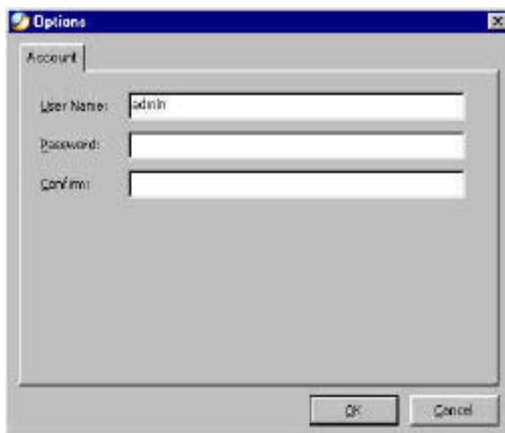 Options
Account
User Name: admin
Password:
Confirm:
OK Cancel